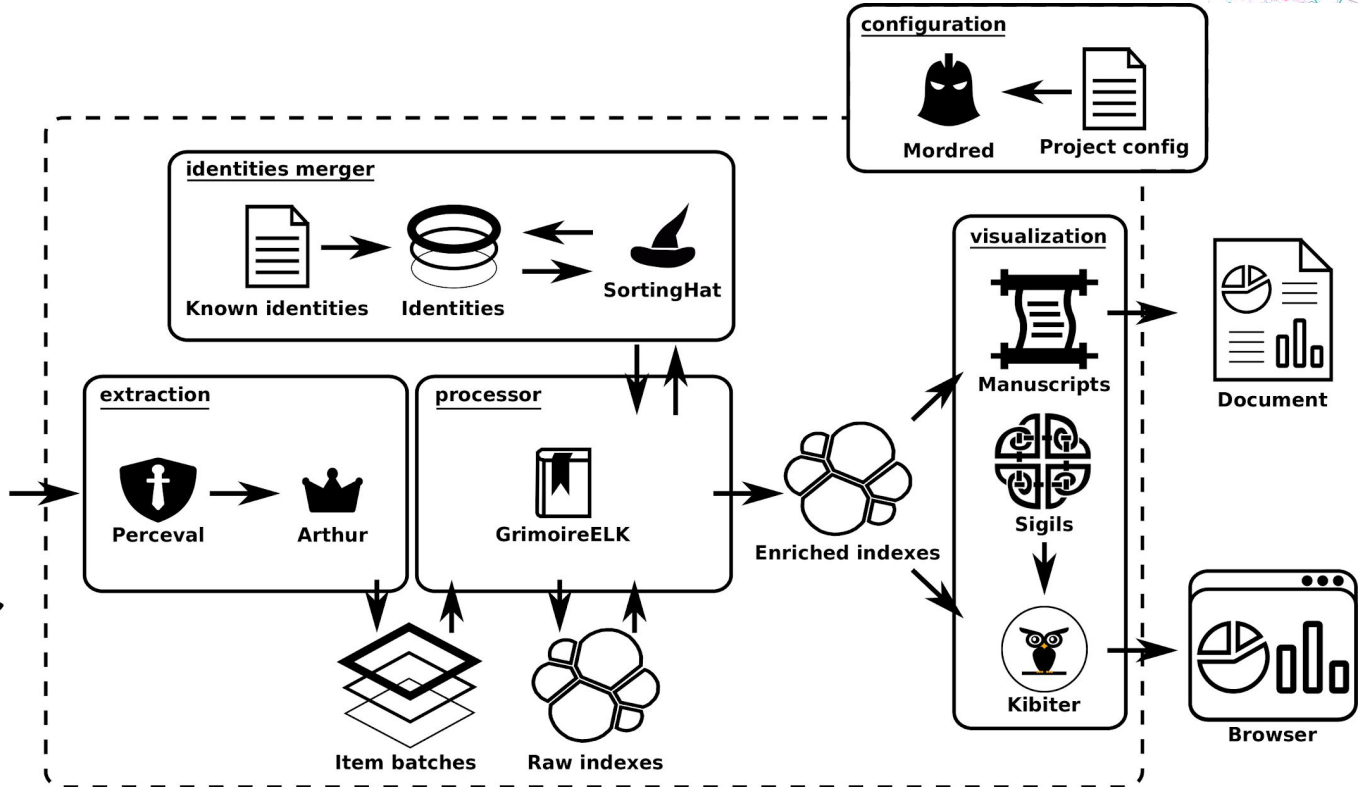 configuration
Mordred
Project config
identities merger
Known identities
Identities
SortingHat
visualization
Manuscripts
Sigils
Kibiter
Document
extraction
Perceval
Arthur
processor
GrimoireELK
Enriched indexes
Item batches
Raw indexes
Browser